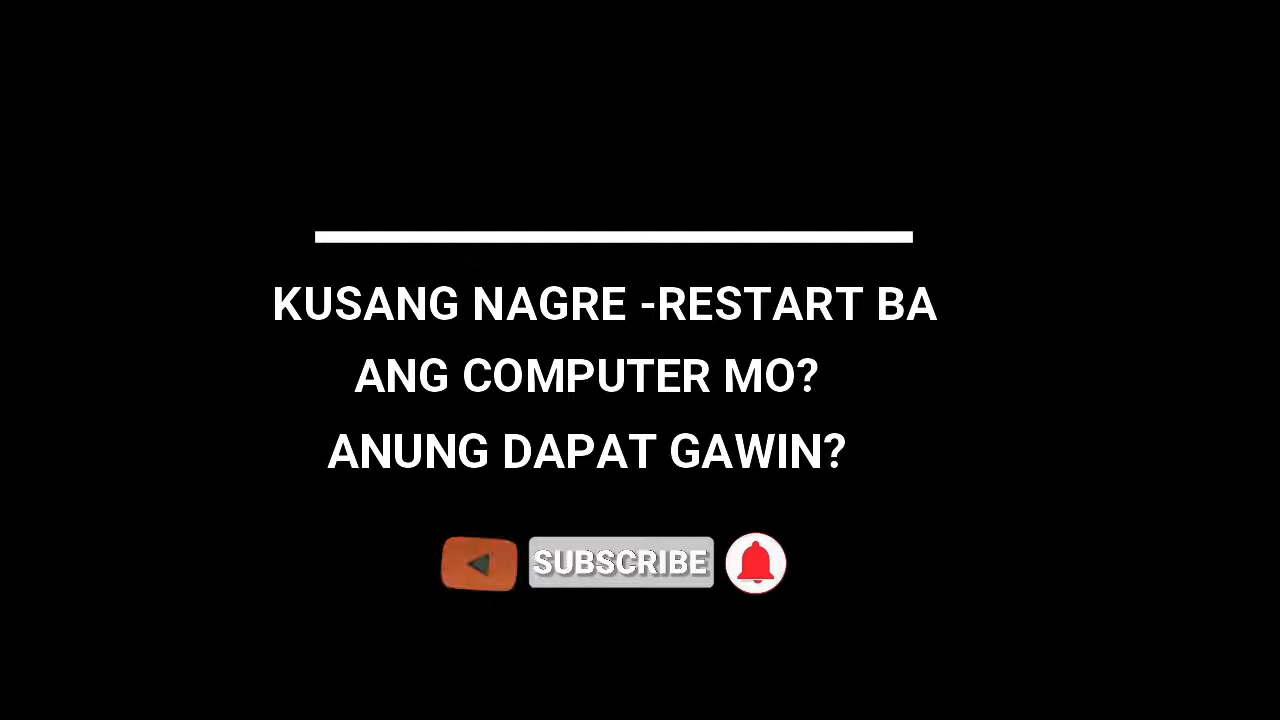 KUSANG NAGRE -RESTART BA
ANG COMPUTER MO?
ANUNG DAPAT GAWIN?
SUBSCRIBE